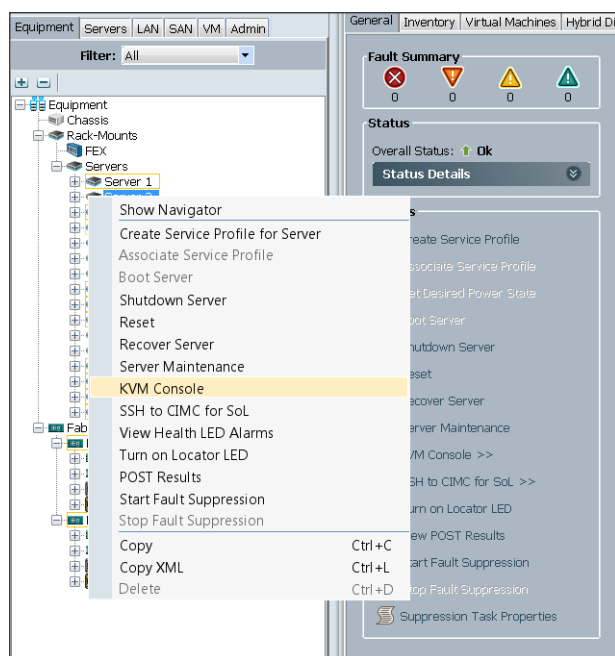 Equipment Servers LAN SAN VM Admin
Filter: All
Equipment
Chassis
Rack-Mounts
FEX
Servers
Server 1
Fab
Show Navigator
Create Service Profile for Server
Associate Service Profile
Boot Server
Shutdown Server
Reset
Recover Server
Server Maintenance
KVM Console
SSH to CIMC for SoL
View Health LED Alarms
Turn on Locator LED
POST Results
Start Fault Suppression
Stop Fault Suppression
Copy Ctrl+C
Copy XML Ctrl+L
Delete Ctrl+D
General Inventory Virtual Machines Hybrid Di
Fault Summary
0 0 0 0
Status
Overall Status: Ok
Status Details
s
reate Service Profile
ssociate Service Profile
et Desired Power State
oot Server
hutdown Server
eset
ecover Server
erver Maintenance
VM Console >>
SH to CIMC for SoL >>
urn on Locator LED
ew POST Results
art Fault Suppression
op Fault Suppression
Suppression Task Properties